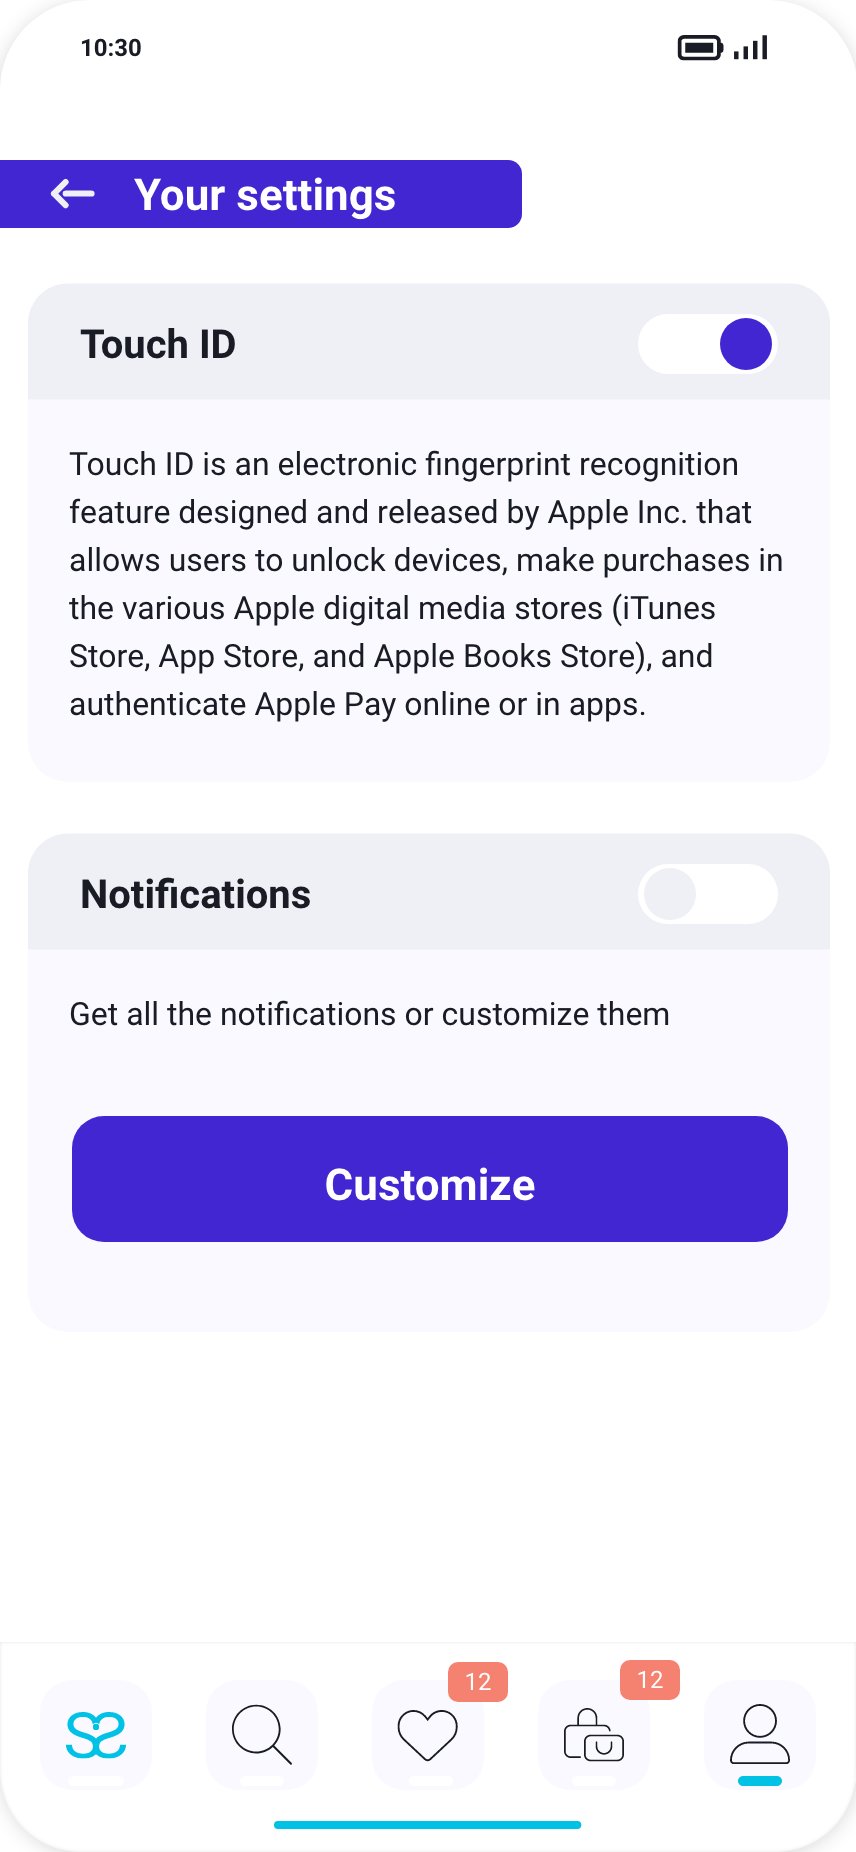 10:30
Your settings
Touch ID
Touch ID is an electronic fingerprint recognition
feature designed and released by Apple Inc. that
allows users to unlock devices, make purchases in
the various Apple digital media stores (iTunes
Store, App Store, and Apple Books Store), and
authenticate Apple Pay online or in apps.
Notifications
Get all the notifications or customize them
Customize
12
12